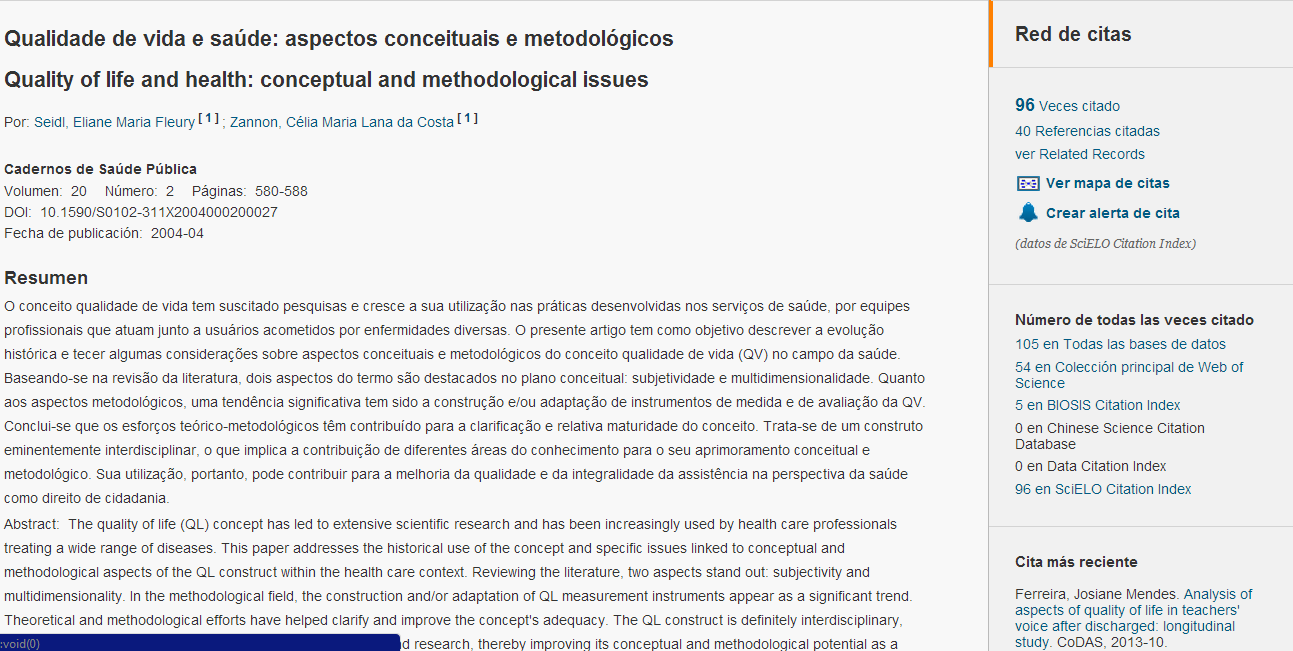 Qualidade de vida e saúde: aspectos conceituais e metodológicos
Quality of life and health: conceptual and methodological issues
Por: Seidl, Eliane Maria Fleury [ 1 ] ; Zannon, Célia Maria Lana da Costa [ 1 ]
Cadernos de Saúde Pública
Volumen: 20 Número: 2 Páginas: 580-588
DOI: 10.1590/S0102-311X2004000200027
Fecha de publicación: 2004-04
Resumen
O conceito qualidade de vida tem suscitado pesquisas e cresce a sua utilização nas práticas desenvolvidas nos serviços de saúde, por equipes
profissionais que atuam junto a usuários acometidos por enfermidades diversas. O presente artigo tem como objetivo descrever a evolução
histórica e tecer algumas considerações sobre aspectos conceituais e metodológicos do conceito qualidade de vida (QV) no campo da saúde.
Baseando-se na revisão da literatura, dois aspectos do termo são destacados no plano conceitual: subjetividade e multidimensionalidade. Quanto
aos aspectos metodológicos, uma tendência significativa tem sido a construção e/ou adaptação de instrumentos de medida e de avaliação da QV.
Conclui-se que os esforços teórico-metodológicos têm contribuído para a clarificação e relativa maturidade do conceito. Trata-se de um construto
eminentemente interdisciplinar, o que implica a contribuição de diferentes áreas do conhecimento para o seu aprimoramento conceitual e
metodológico. Sua utilização, portanto, pode contribuir para a melhoria da qualidade e da integralidade da assistência na perspectiva da saúde
como direito de cidadania.
Abstract: The quality of life (QL) concept has led to extensive scientific research and has been increasingly used by health care professionals
treating a wide range of diseases. This paper addresses the historical use of the concept and specific issues linked to conceptual and
methodological aspects of the QL construct within the health care context. Reviewing the literature, two aspects stand out: subjectivity and
multidimensionality. In the methodological field, the construction and/or adaptation of QL measurement instruments appear as a significant trend.
Theoretical and methodological efforts have helped clarify and improve the concept's adequacy. The QL construct is definitely interdisciplinary,
:void(0)
d research, thereby improving its conceptual and methodological potential as a
Red de citas
96 Veces citado
40 Referencias citadas
ver Related Records
Ver mapa de citas
Crear alerta de cita
(datos de SciELO Citation Index)
Número de todas las veces citado
105 en Todas las bases de datos
54 en Colección principal de Web of
Science
5 en BIOSIS Citation Index
0 en Chinese Science Citation
Database
0 en Data Citation Index
96 en SciELO Citation Index
Cita más reciente
Ferreira, Josiane Mendes. Analysis of
aspects of quality of life in teachers'
voice after discharged: longitudinal
study. CoDAS, 2013-10.